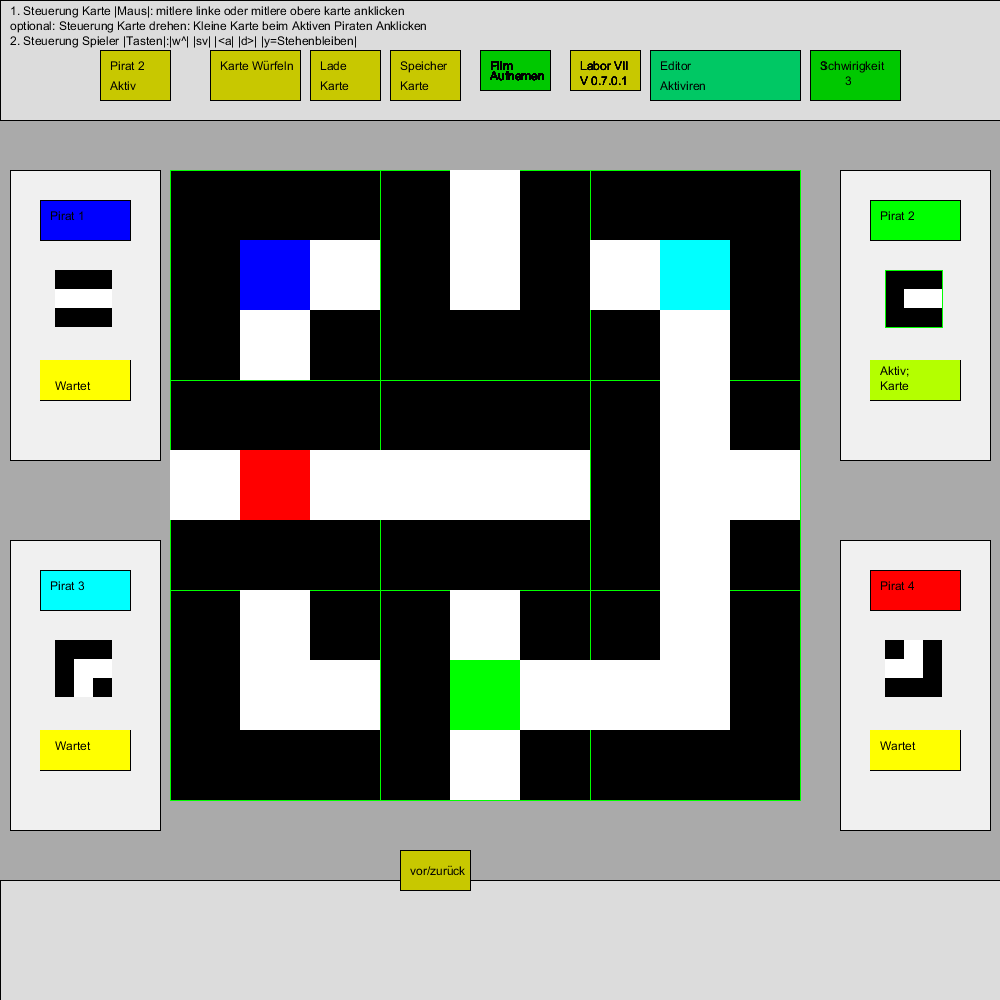 1. Steuerung Karte |Maus|: mitlere linke oder mitlere obere karte anklicken
optional: Steuerung Karte drehen: Kleine Karte beim Aktiven Piraten Anklicken
2. Steuerung Spieler |Tasten|:|w^| |sv| |<a| |d>| |y=Stehenbleiben|
Pirat 2
Aktiv
Karte Würfeln
Lade
Karte
Speicher
Karte
Film
Aufnemen
Labor VII
V 0.7.0.1
Editor
Aktiviren
Schwirigkeit
3
Pirat 1
Wartet
Pirat 2
Aktiv;
Karte
Pirat 3
Wartet
Pirat 4
Wartet
vor/zurück